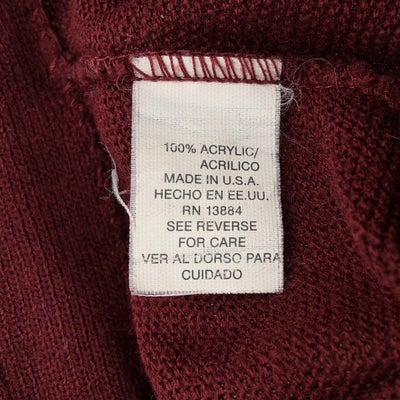 100% ACRYLIC/
ACRILICO
MADE IN U.S.A.
HECHO EN EE.UU.
RN 13884
SEE REVERSE
FOR CARE
VER AL DORSO PARA
CUIDADO